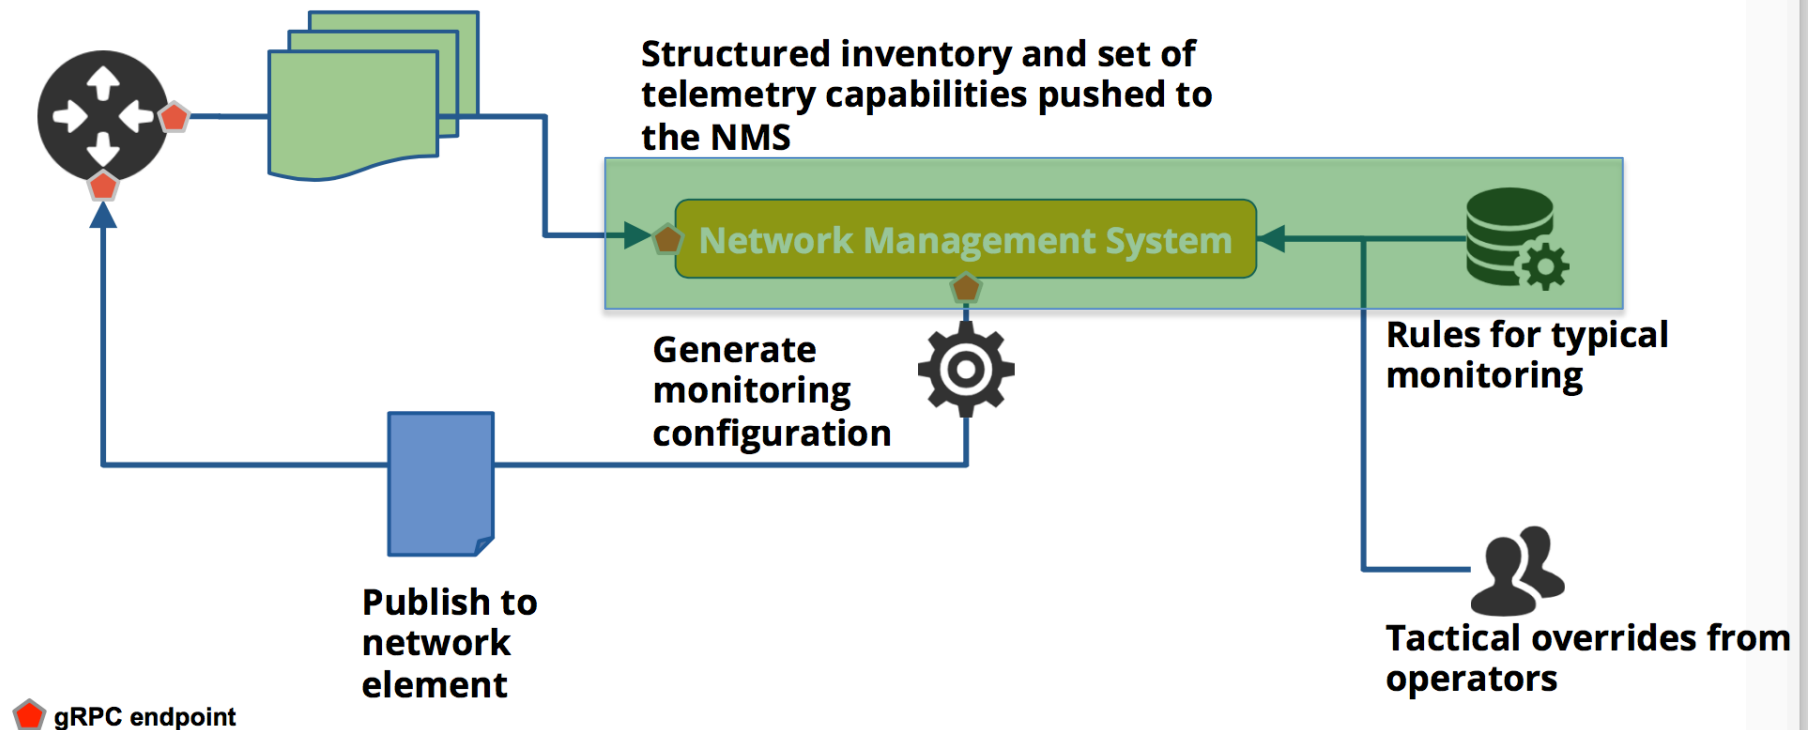 Structured inventory and set of
telemetry capabilities pushed to
the NMS
Network Management System
Rules for typical
monitoring
Generate
monitoring
configuration
Publish to
network
element
Tactical overrides from
operators
gRPC endpoint